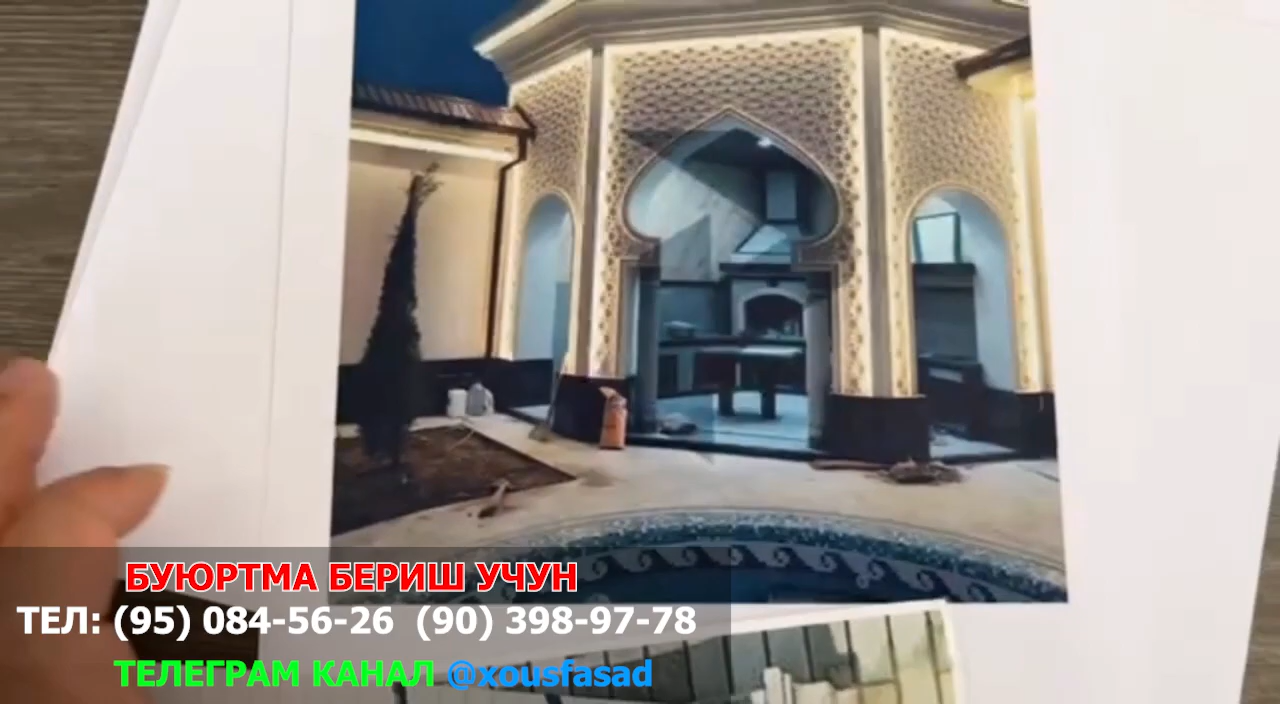 БУЮРТМА БЕРИШ УЧУН
ТЕЛ: (95) 084-56-26 (90) 398-97-78
ТЕЛЕГРАМ КАНАЛ @xousfasad